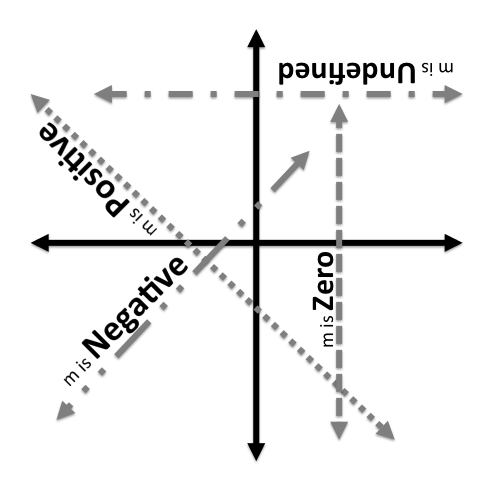 m is Undefined
m is Positive
m is Negative
m is Zero